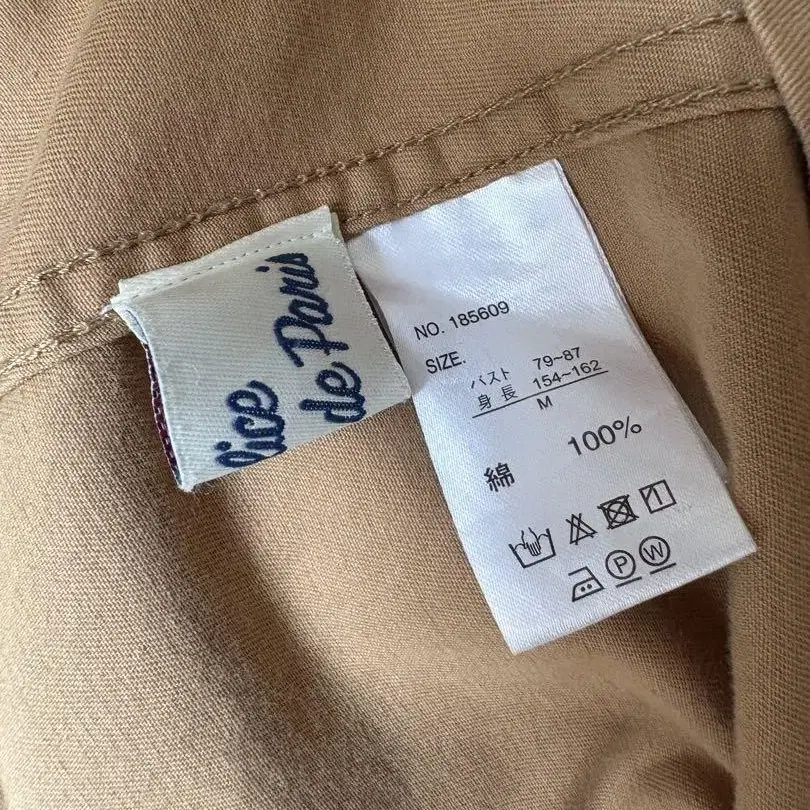 lice
de Paris
NO. 185609
SIZE.
バスト 79~87
身長 154~162
M
綿 100%
P W